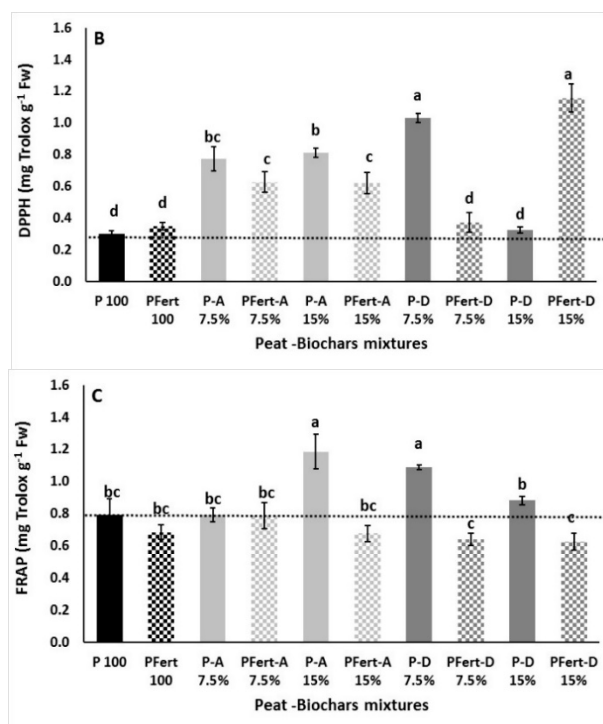 B
DPPH (mg Trolox g-1 Fw)
1.6
1.4
1.2
1.0
0.8
0.6
0.4
0.2
0.0
d
d
bc
c
b
c
a
d
d
a
P 100
PFert 100
P-A 7.5%
PFert-A 7.5%
P-A 15%
PFert-A 15%
P-D 7.5%
PFert-D 7.5%
P-D 15%
PFert-D 15%
Peat -Biochars mixtures
C
FRAP (mg Trolox g-1 Fw)
1.6
1.4
1.2
1.0
0.8
0.6
0.4
0.2
0.0
bc
bc
bc
bc
a
bc
a
c
b
c
P 100
PFert 100
P-A 7.5%
PFert-A 7.5%
P-A 15%
PFert-A 15%
P-D 7.5%
PFert-D 7.5%
P-D 15%
PFert-D 15%
Peat -Biochars mixtures